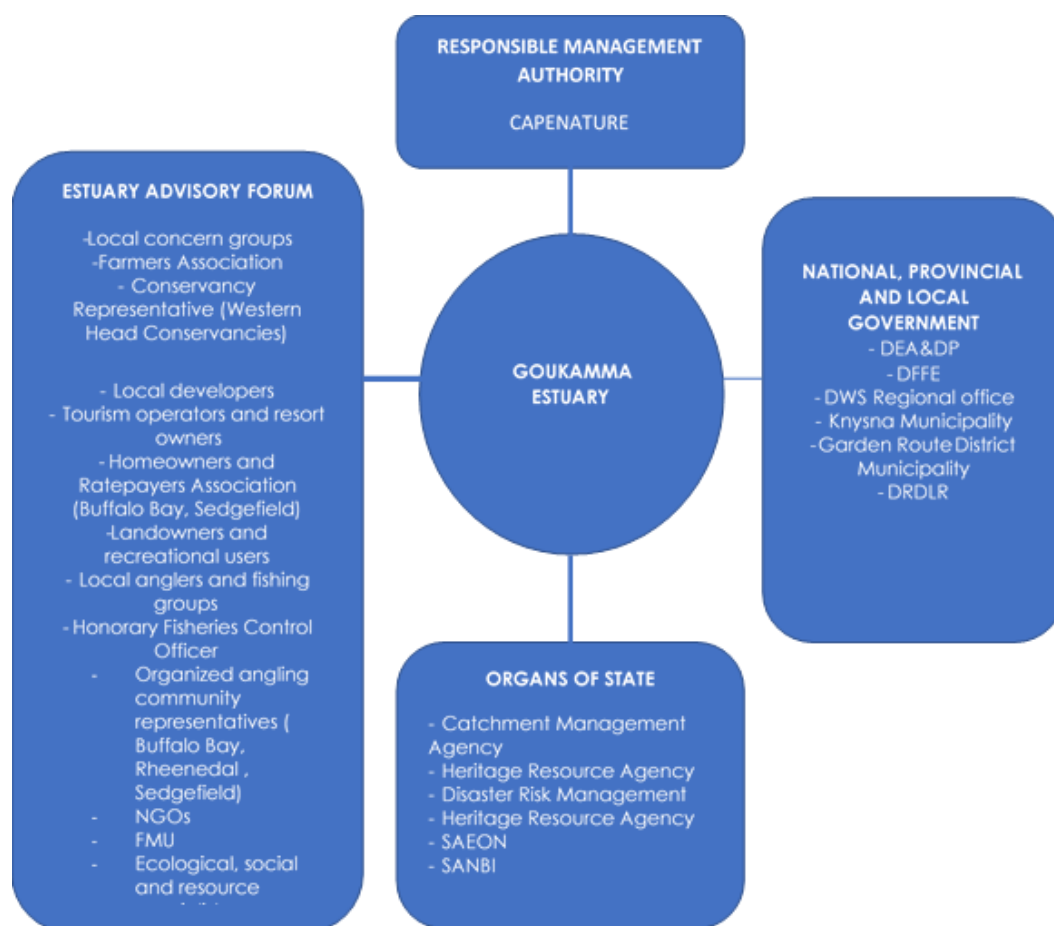 RESPONSIBLE MANAGEMENT
AUTHORITY
CAPENATURE
ESTUARY ADVISORY FORUM
-Local concern groups
-Farmers Association
- Conservancy
Representative (Western
Head Conservancies)
- Local developers
- Tourism operators and resort
owners
-Homeowners and
Ratepayers Association
(Buffalo Bay, Sedgefield)
-Landowners and
recreational users
- Local anglers and fishing
groups
-Honorary Fisheries Control
Officer
- Organized angling
community
representatives (
Buffalo Bay,
Rheenedal ,
Sedgefield)
- NGOs
- FMU
- Ecological, social
and resource
GOUKAMMA
ESTUARY
NATIONAL, PROVINCIAL
AND LOCAL
GOVERNMENT
- DEA&DP
- DFFE
- DWS Regional office
- Knysna Municipality
-Garden Route District
Municipality
- DRDLR
ORGANS OF STATE
- Catchment Management
Agency
- Heritage Resource Agency
- Disaster Risk Management
- Heritage Resource Agency
- SAEON
- SANBI